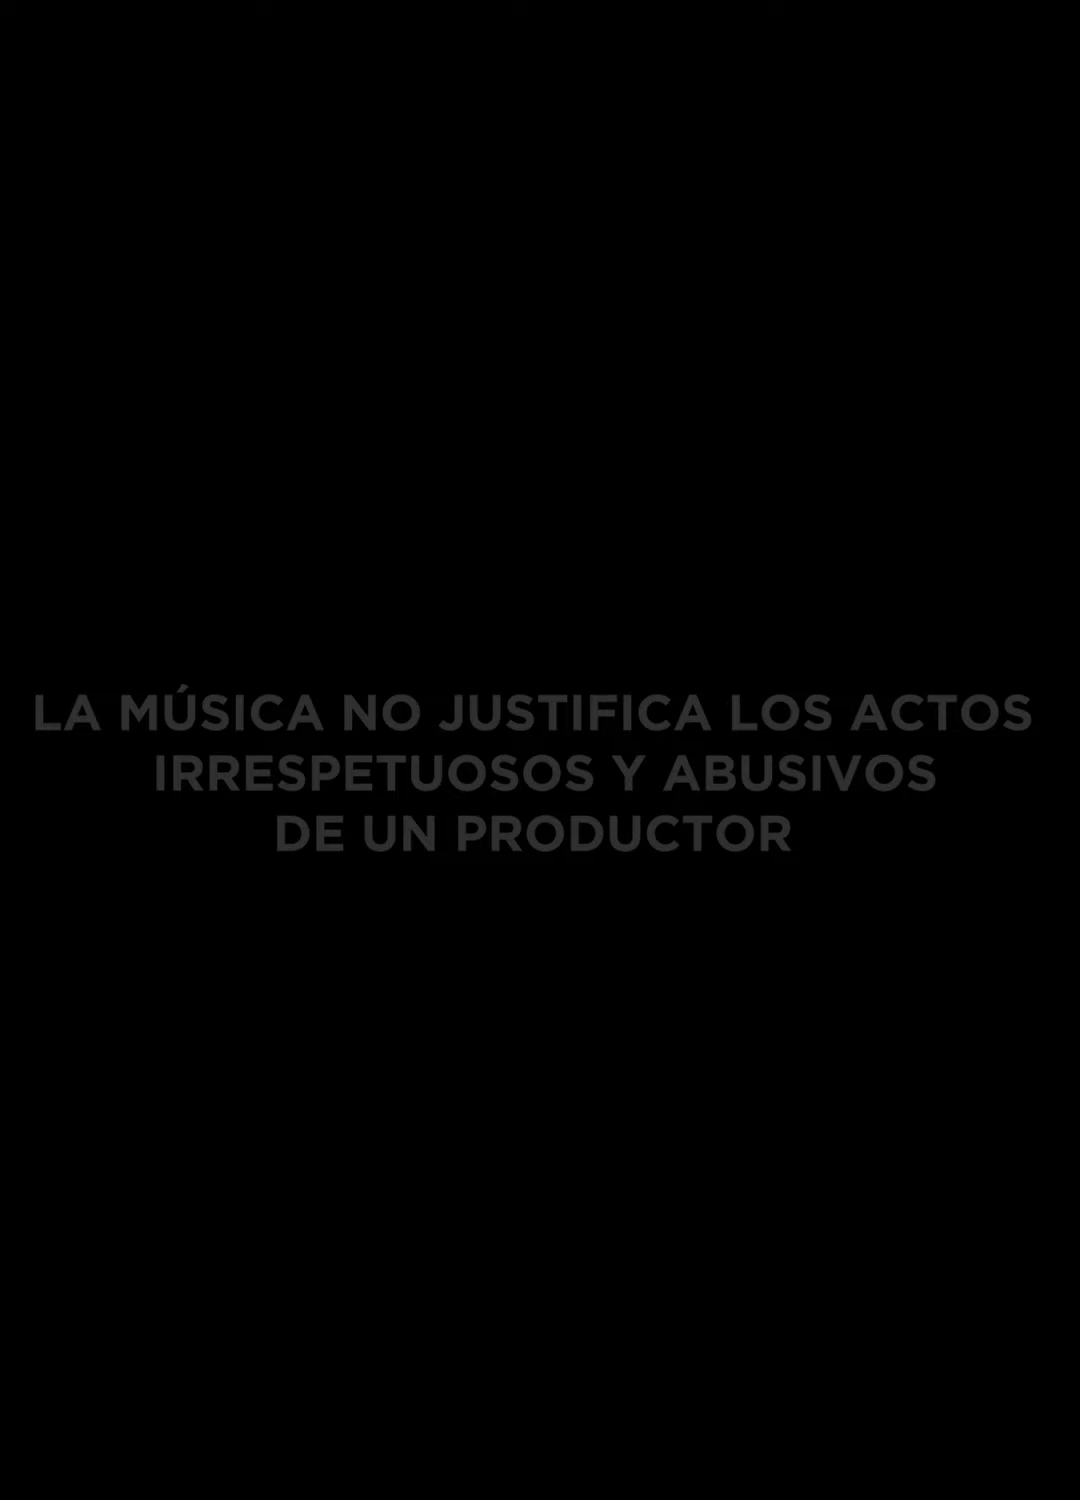 LA MÚSICA NO JUSTIFICA LOS ACTOS
IRRESPETUOSOS Y ABUSIVOS
DE UN PRODUCTOR